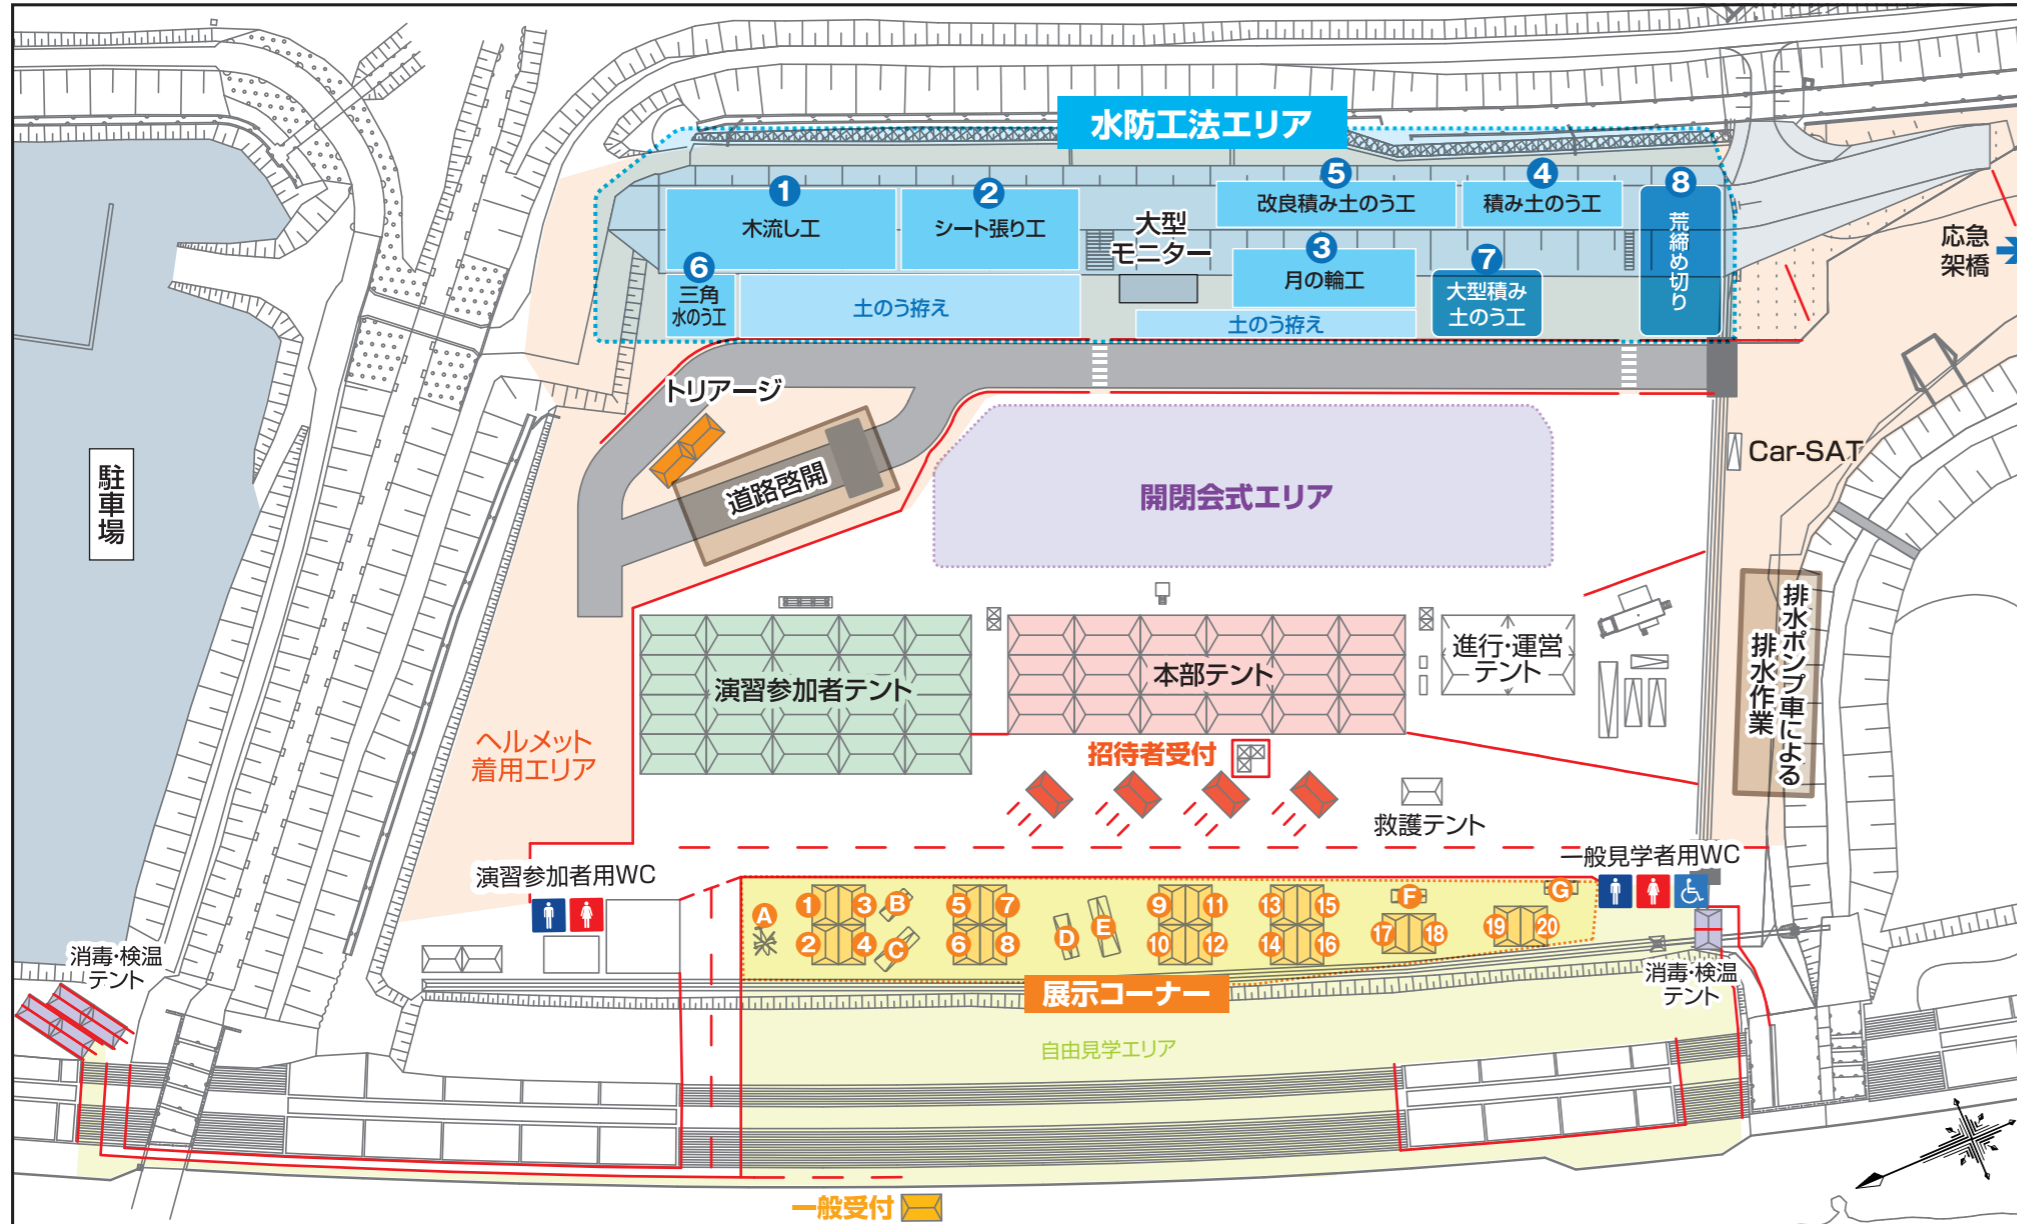 水防工法エリア
1
木流し工
2
シート張り工
大型
モニター
5
改良積み土のう工
4
積み土のう工
8
荒締め切り
6
三角
水のう工
土のう拵え
3
月の輪工
土のう拵え
7
大型積み
土のう工
応急
架橋
トリアージ
道路啓開
開閉会式エリア
Car-SAT
駐車場
排水ポンプ車による
排水作業
演習参加者テント
本部テント
進行・運営
テント
ヘルメット
着用エリア
招待者受付
救護テント
演習参加者用WC
一般見学者用WC
A
1
3
B
5
7
D
E
9
11
13
15
F
G
2
4
C
6
8
10
12
14
16
17
18
19
20
消毒・検温
テント
消毒・検温
テント
展示コーナー
自由見学エリア
一般受付